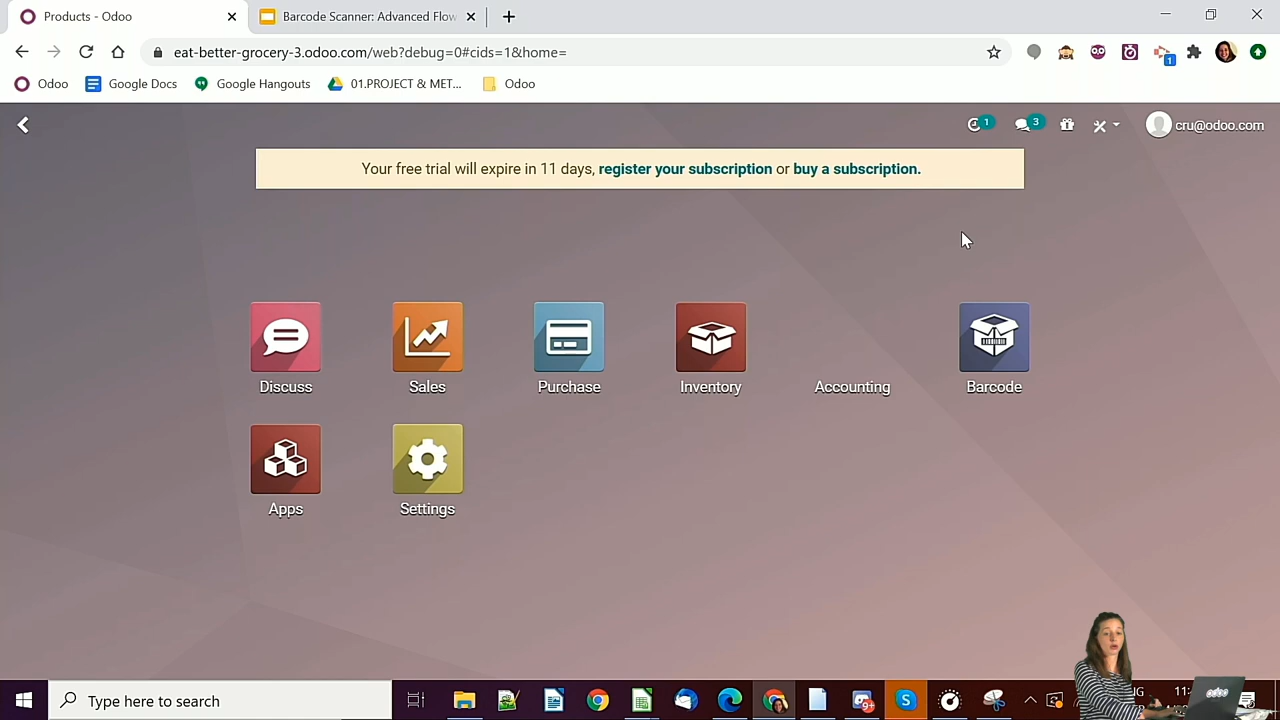 Products - Odoo
Barcode Scanner: Advanced Flow
eat-better-grocery-3.odoo.com/web?debug=0#cids=1&home=
1
Odoo
Google Docs
Google Hangouts
01.PROJECT & MET...
Odoo
1
3
cru@odoo.com
Your free trial will expire in 11 days, register your subscription or buy a subscription.
Discuss
Sales
Purchase
Inventory
Accounting
Barcode
Apps
Settings
Type here to search
odoo